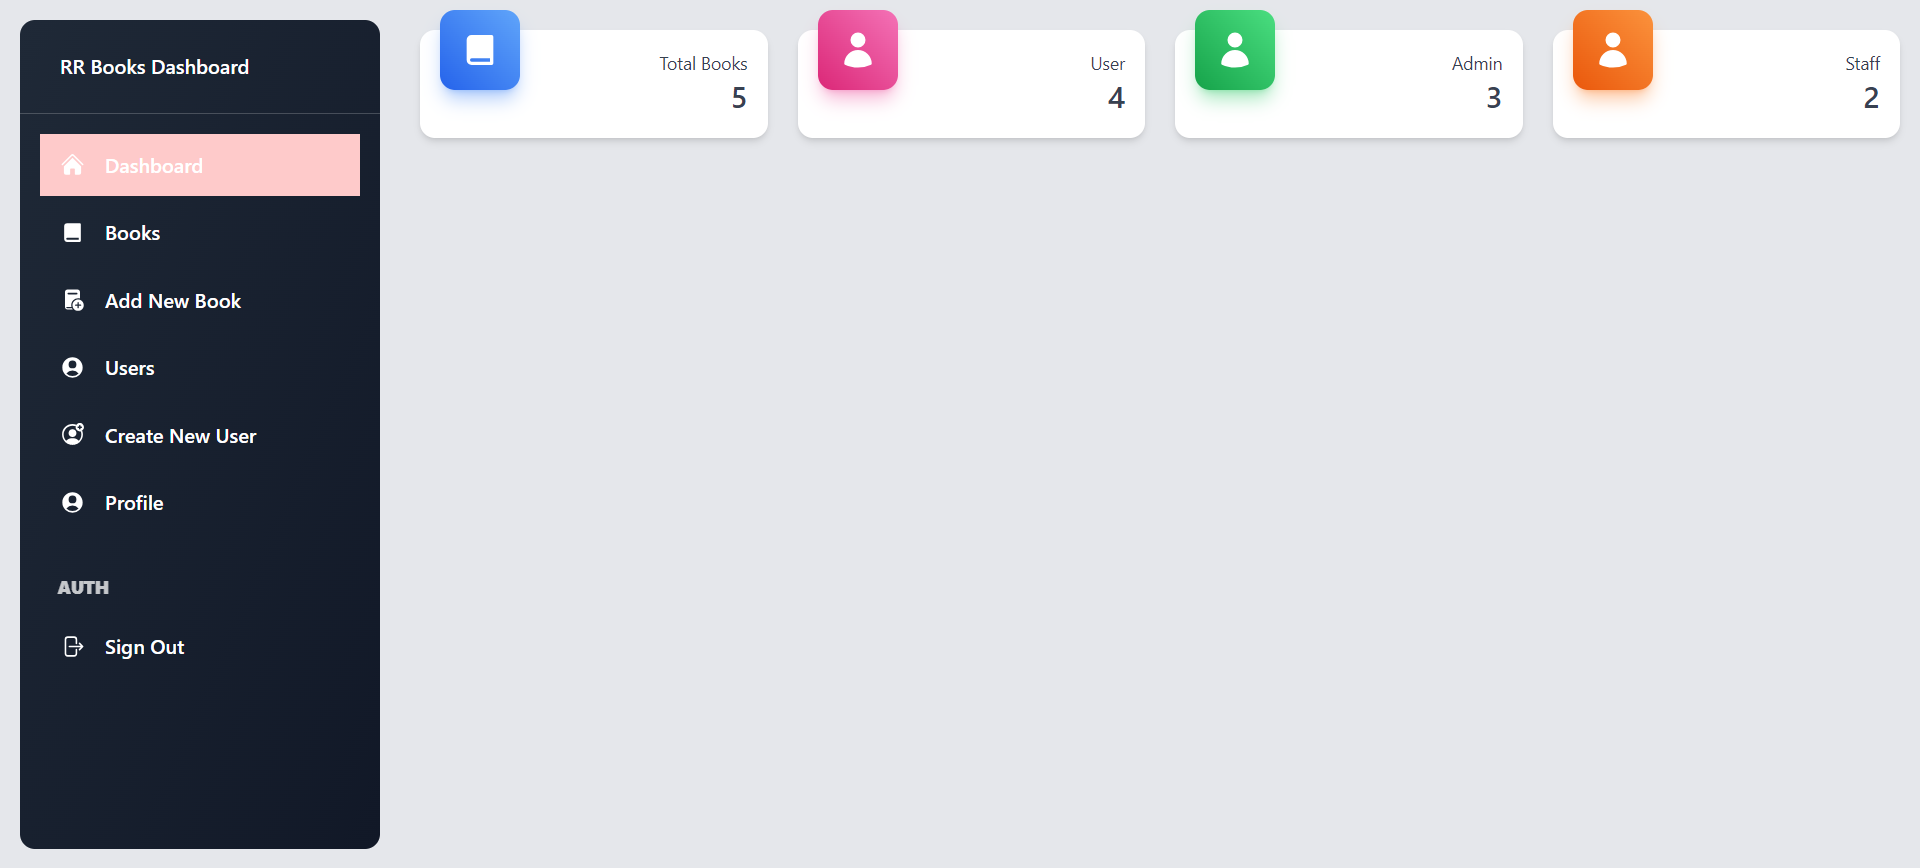 RR Books Dashboard
Dashboard
Books
Add New Book
Users
Create New User
Profile
AUTH
Sign Out
Total Books
5
User
4
Admin
3
Staff
2